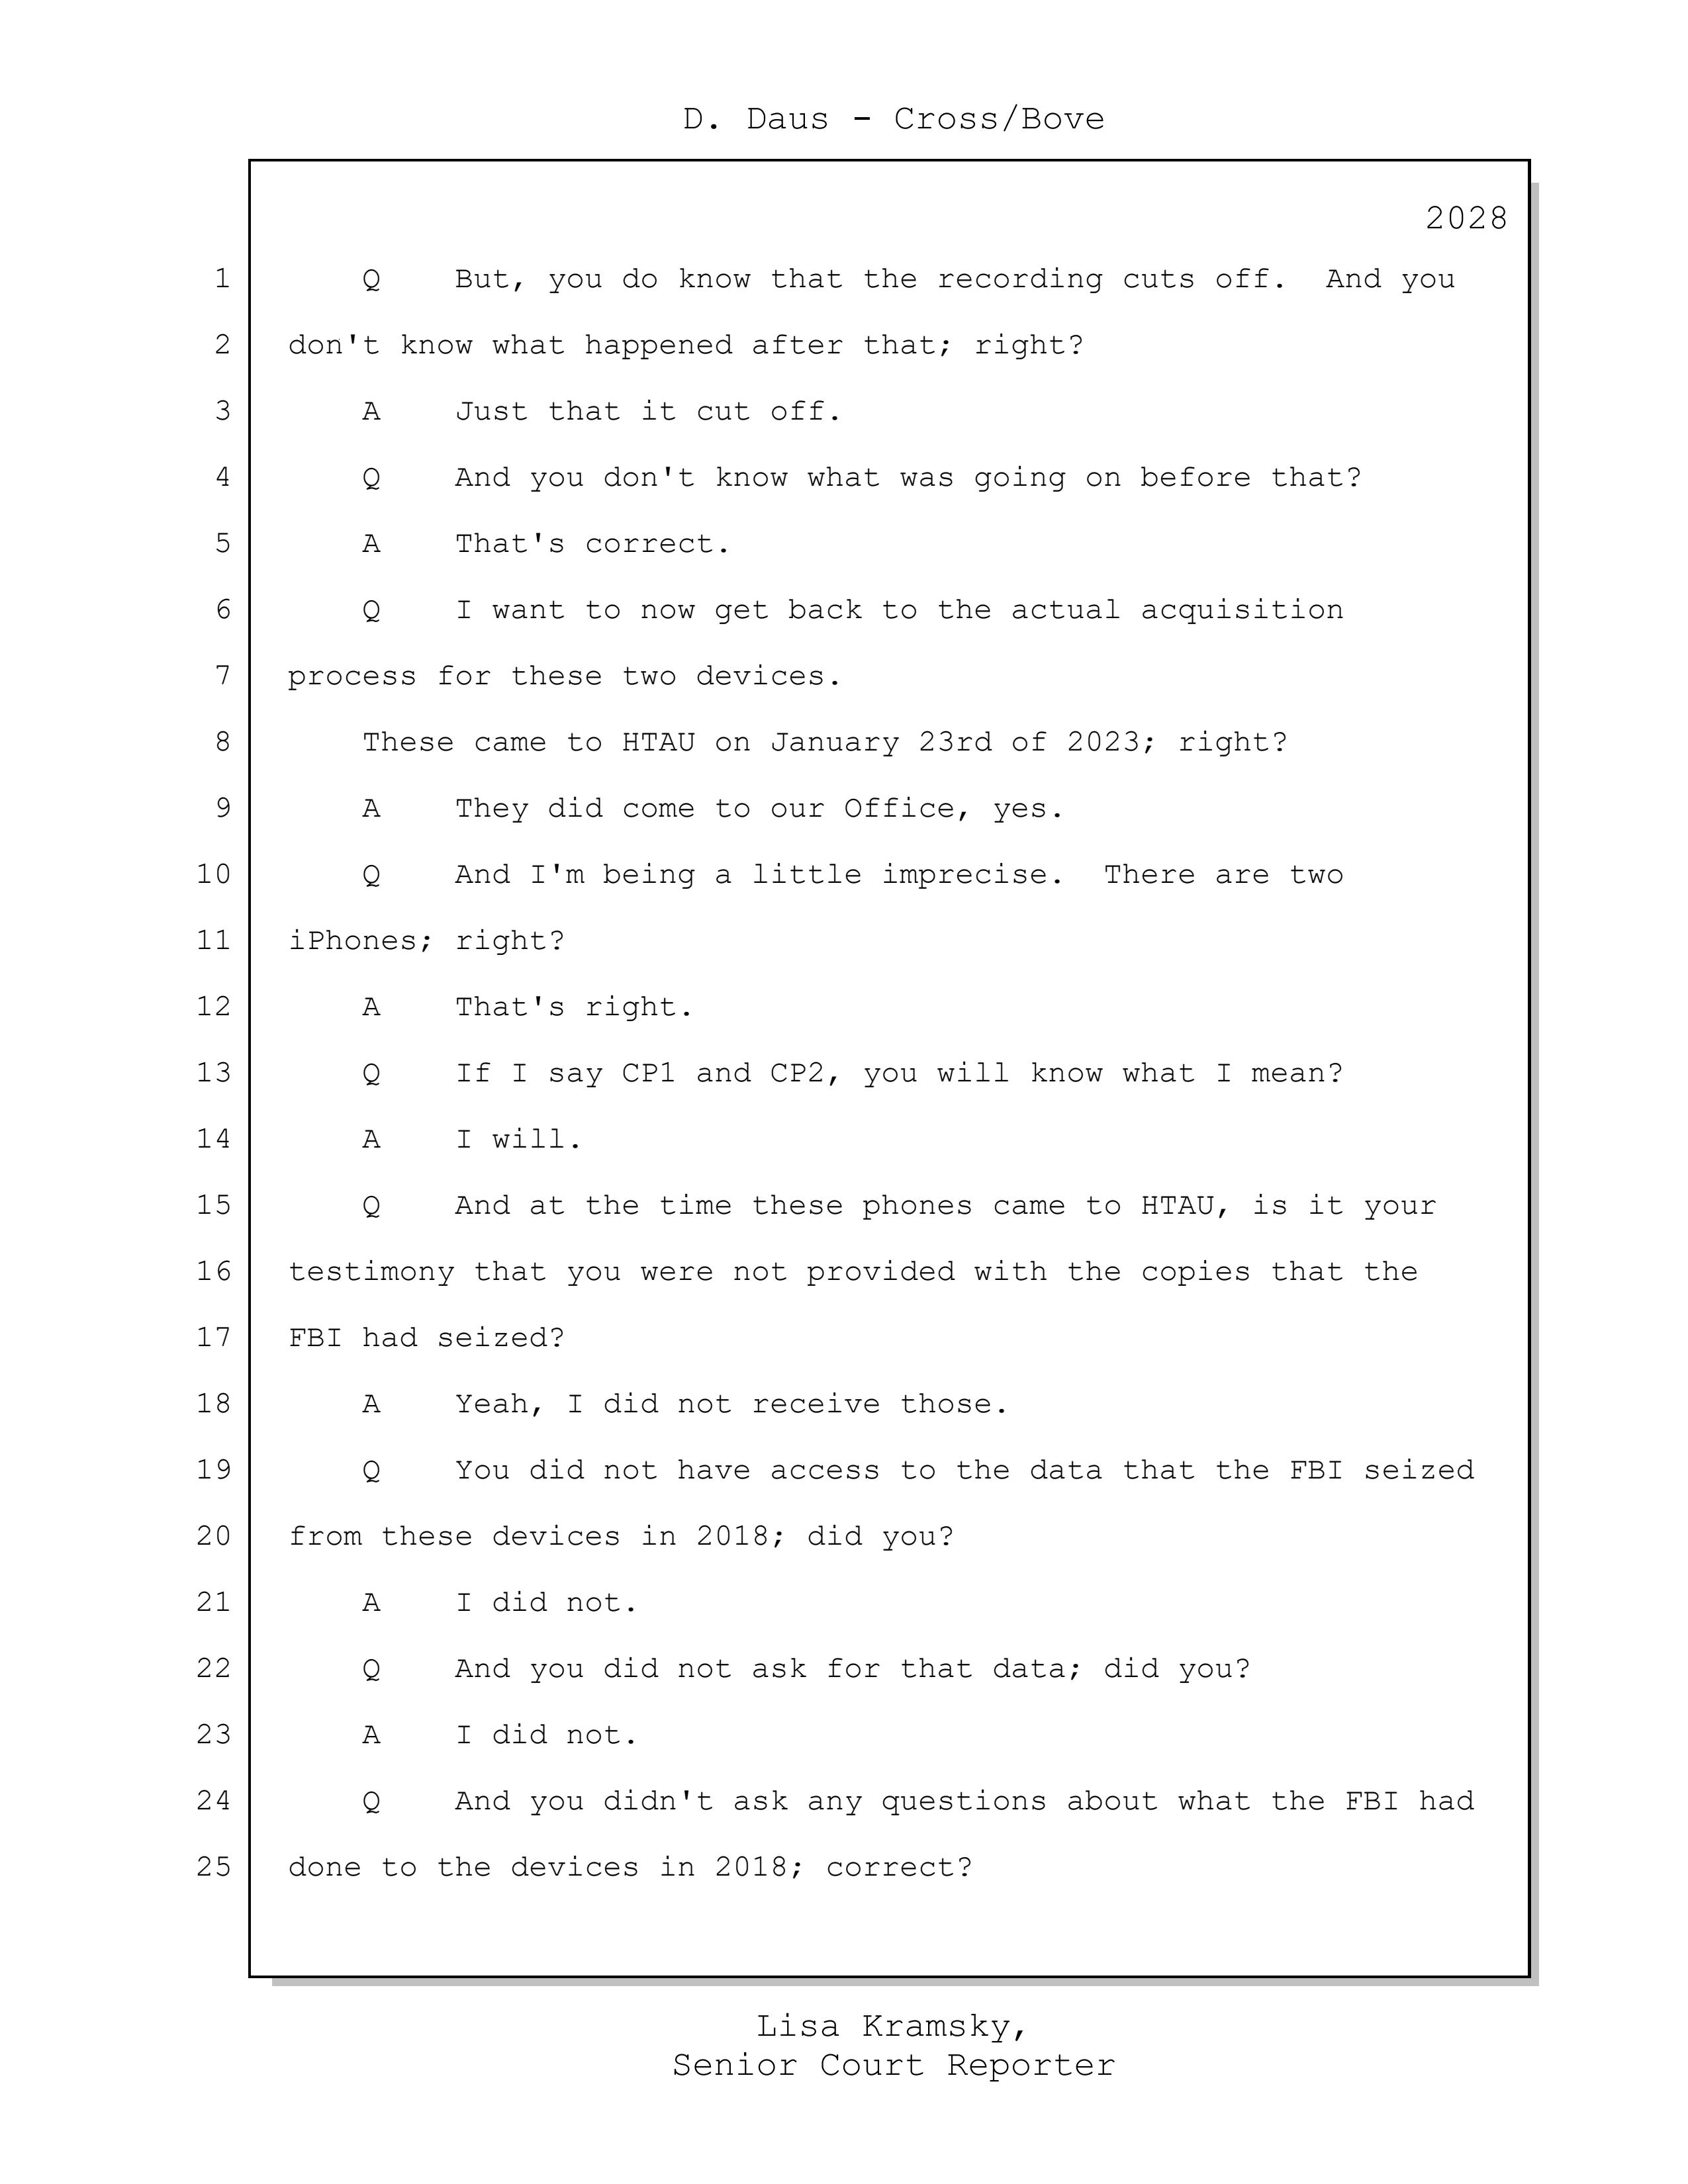 D. Daus - Cross/Bove
2028
1 Q But, you do know that the recording cuts off. And you
2 don't know what happened after that; right?
3 A Just that it cut off.
4 Q And you don't know what was going on before that?
5 A That's correct.
6 Q I want to now get back to the actual acquisition
7 process for these two devices.
8 These came to HTAU on January 23rd of 2023; right?
9 A They did come to our Office, yes.
10 Q And I'm being a little imprecise. There are two
11 iPhones; right?
12 A That's right.
13 Q If I say CP1 and CP2, you will know what I mean?
14 A I will.
15 Q And at the time these phones came to HTAU, is it your
16 testimony that you were not provided with the copies that the
17 FBI had seized?
18 A Yeah, I did not receive those.
19 Q You did not have access to the data that the FBI seized
20 from these devices in 2018; did you?
21 A I did not.
22 Q And you did not ask for that data; did you?
23 A I did not.
24 Q And you didn't ask any questions about what the FBI had
25 done to the devices in 2018; correct?
Lisa Kramsky,
Senior Court Reporter